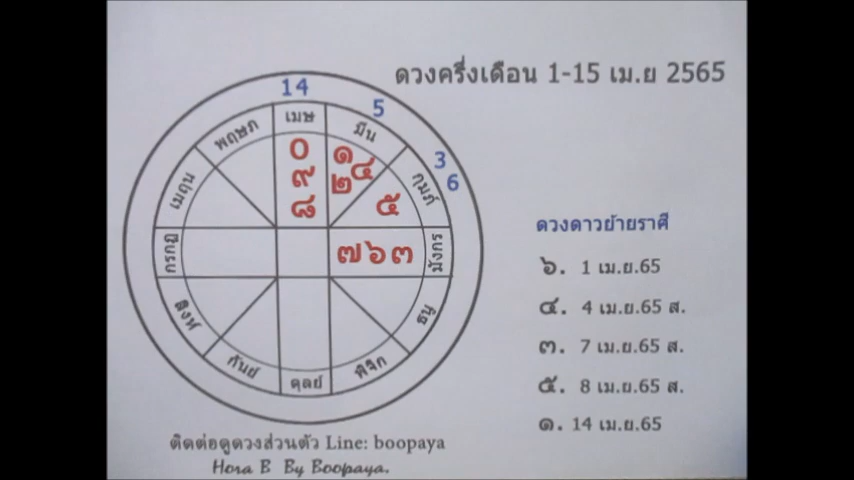 ดวงครึ่งเดือน 1-15 เม.ย 2565
14
5
3
6
เมษ
มีน
กุมภ์
มังกร
ธนู
พิจิก
ตุลย์
กันย์
สิงห์
กรกฎ
เมถุน
พฤษภ
๐
๙
๘
๑
๔
๒
๕
๗ ๖ ๓
ดวงดาวย้ายราศี
๖. 1 เม.ย.65
๔. 4 เม.ย.65 ส.
๓. 7 เม.ย.65 ส.
๕. 8 เม.ย.65 ส.
๑. 14 เม.ย.65
ติดต่อดูดวงส่วนตัว Line: boopaya
Hora B By Boopaya.